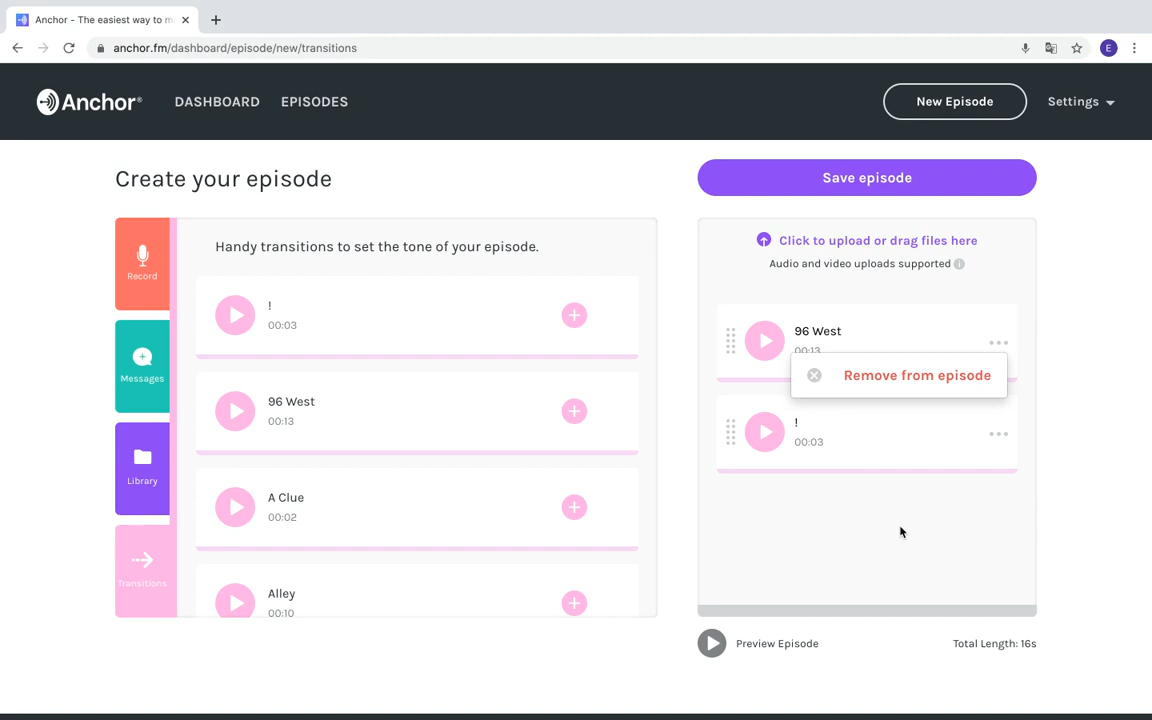 Anchor - The easiest way to m
anchor.fm/dashboard/episode/new/transitions
E
Anchor®
DASHBOARD
EPISODES
New Episode
Settings
Create your episode
Save episode
Record
Messages
Library
Transitions
Handy transitions to set the tone of your episode.
!
00:03
96 West
00:13
A Clue
00:02
Alley
00:10
Click to upload or drag files here
Audio and video uploads supported
96 West
00:13
Remove from episode
!
00:03
Preview Episode
Total Length: 16s